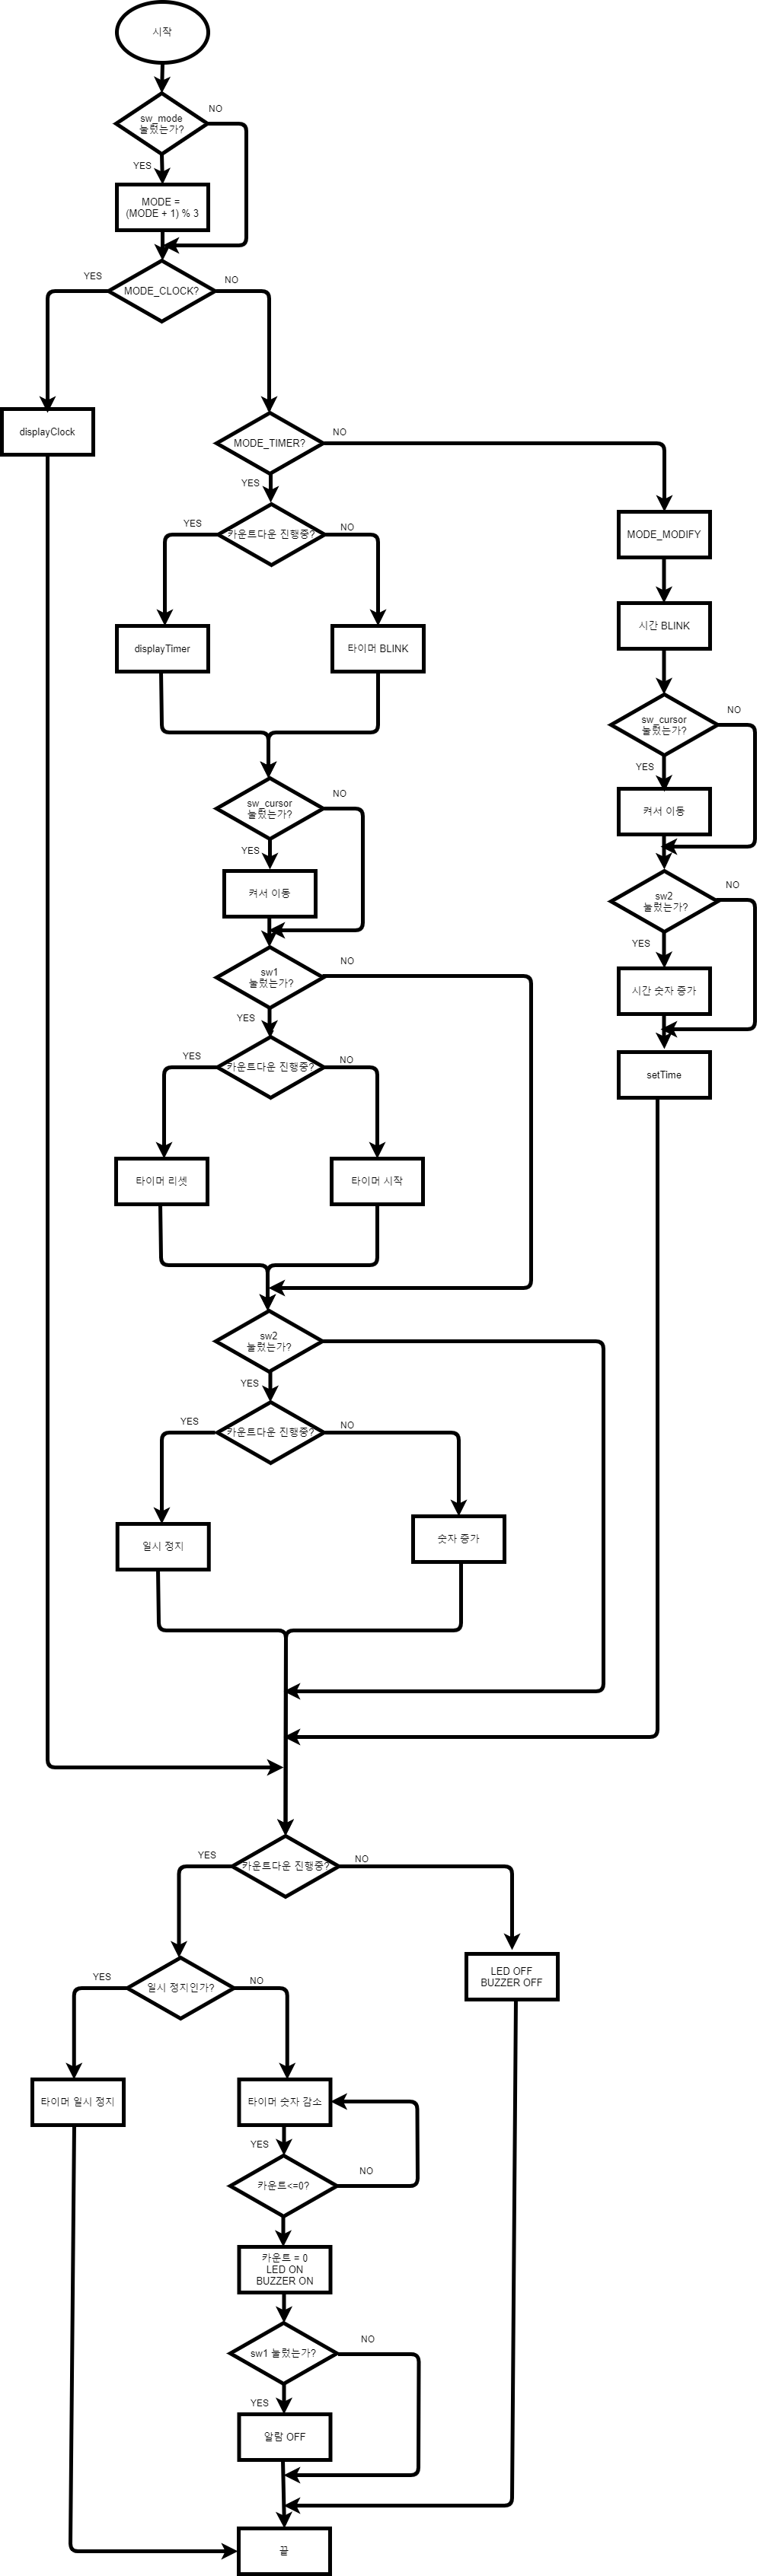 시작
sw_mode
눌렸는가?
NO
YES
MODE =
(MODE + 1) % 3
YES
MODE_CLOCK?
NO
displayClock
MODE_TIMER?
NO
YES
YES
카운트다운 진행중?
NO
MODE_MODIFY
displayTimer
타이머 BLINK
시간 BLINK
sw_cursor
눌렸는가?
NO
YES
켜서 이동
sw_cursor
눌렸는가?
NO
YES
켜서 이동
sw2
눌렸는가?
NO
YES
시간 숫자 증가
setTime
sw1
눌렸는가?
NO
YES
YES
카운트다운 진행중?
NO
타이머 리셋
타이머 시작
sw2
눌렸는가?
YES
YES
카운트다운 진행중?
NO
일시 정지
숫자 증가
YES
카운트다운 진행중?
NO
LED OFF
BUZZER OFF
YES
일시 정지인가?
NO
타이머 일시 정지
타이머 숫자 감소
YES
카운트<=0?
NO
카운트 = 0
LED ON
BUZZER ON
sw1 눌렸는가?
NO
YES
알람 OFF
끝